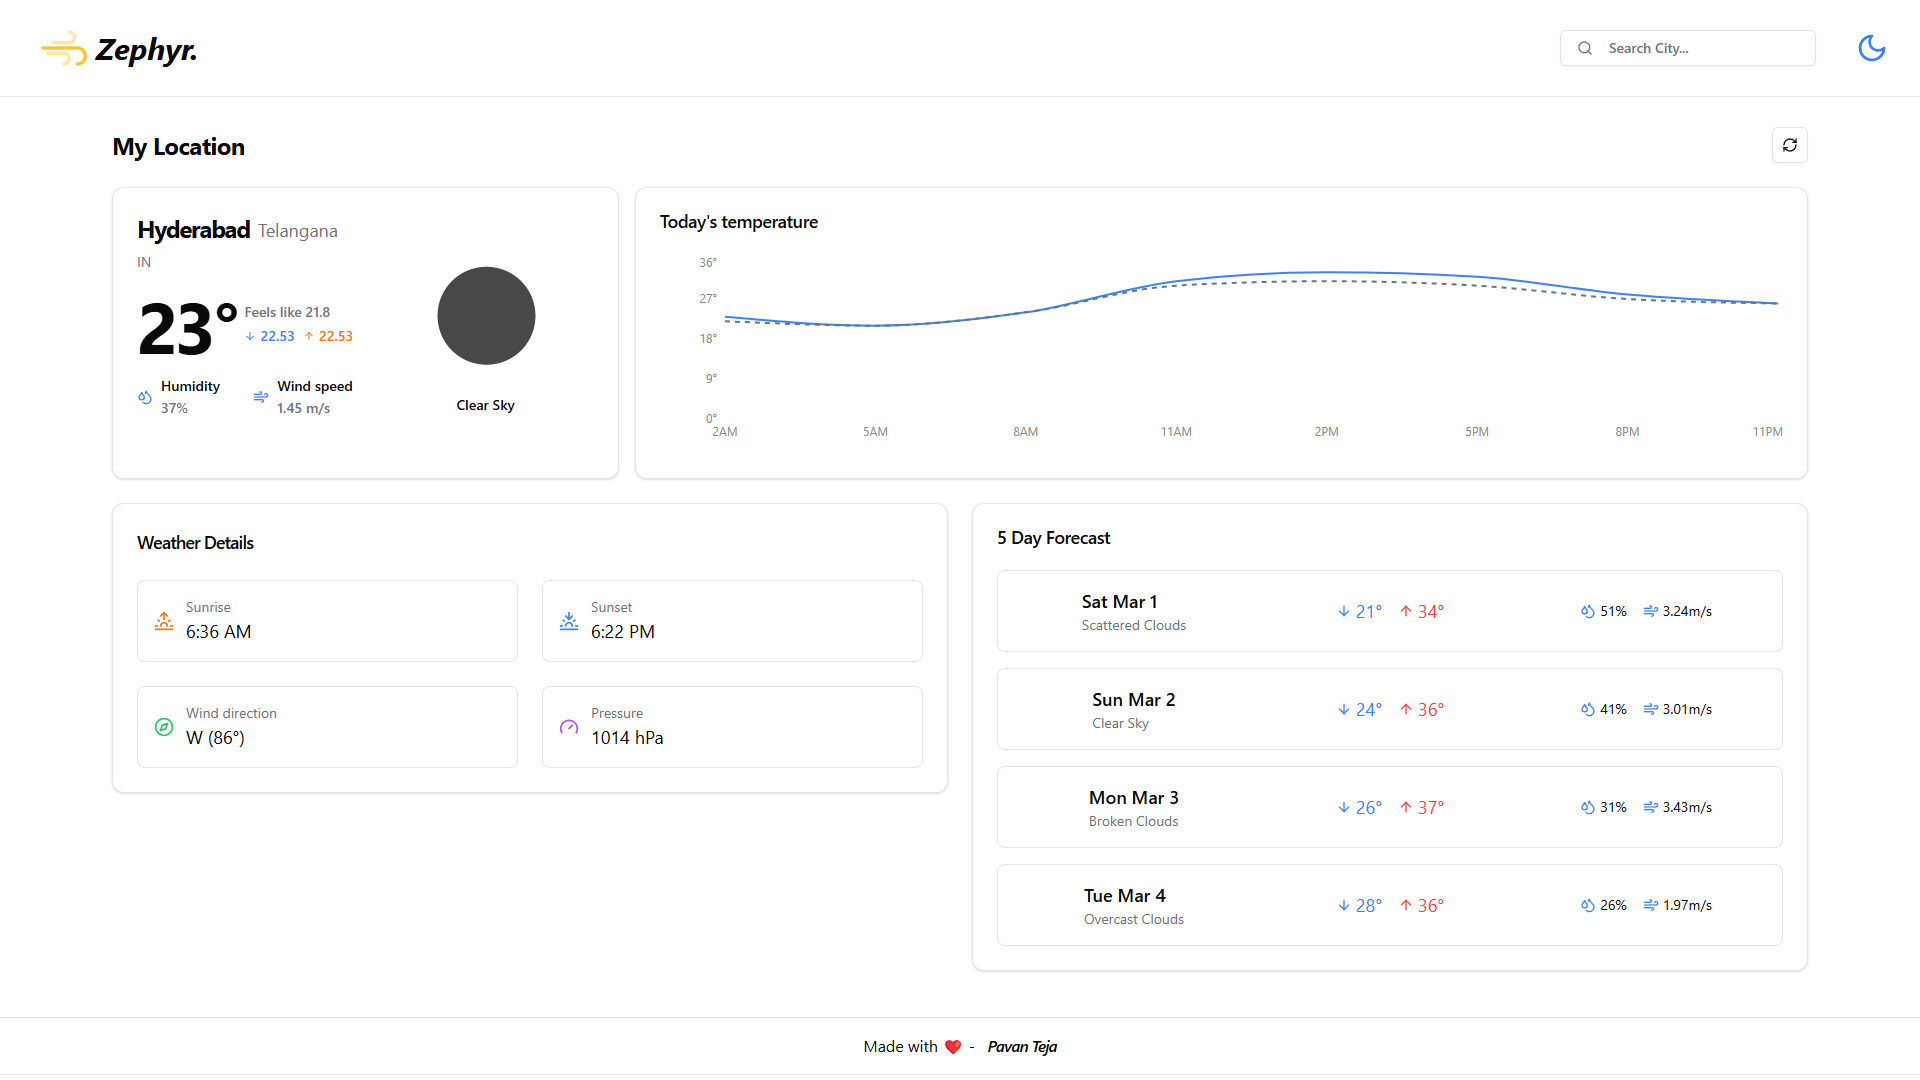 Zephyr.
Search City...
My Location
Hyderabad Telangana
IN
23°
Feels like 21.8
↓ 22.53 ↑ 22.53
Humidity
37%
Wind speed
1.45 m/s
Clear Sky
Today's temperature
36°
27°
18°
9°
0°
2AM 5AM 8AM 11AM 2PM 5PM 8PM 11PM
Weather Details
Sunrise
6:36 AM
Sunset
6:22 PM
Wind direction
W (86°)
Pressure
1014 hPa
5 Day Forecast
Sat Mar 1
Scattered Clouds
↓ 21° ↑ 34°
51% 3.24m/s
Sun Mar 2
Clear Sky
↓ 24° ↑ 36°
41% 3.01m/s
Mon Mar 3
Broken Clouds
↓ 26° ↑ 37°
31% 3.43m/s
Tue Mar 4
Overcast Clouds
↓ 28° ↑ 36°
26% 1.97m/s
Made with ❤️ - Pavan Teja